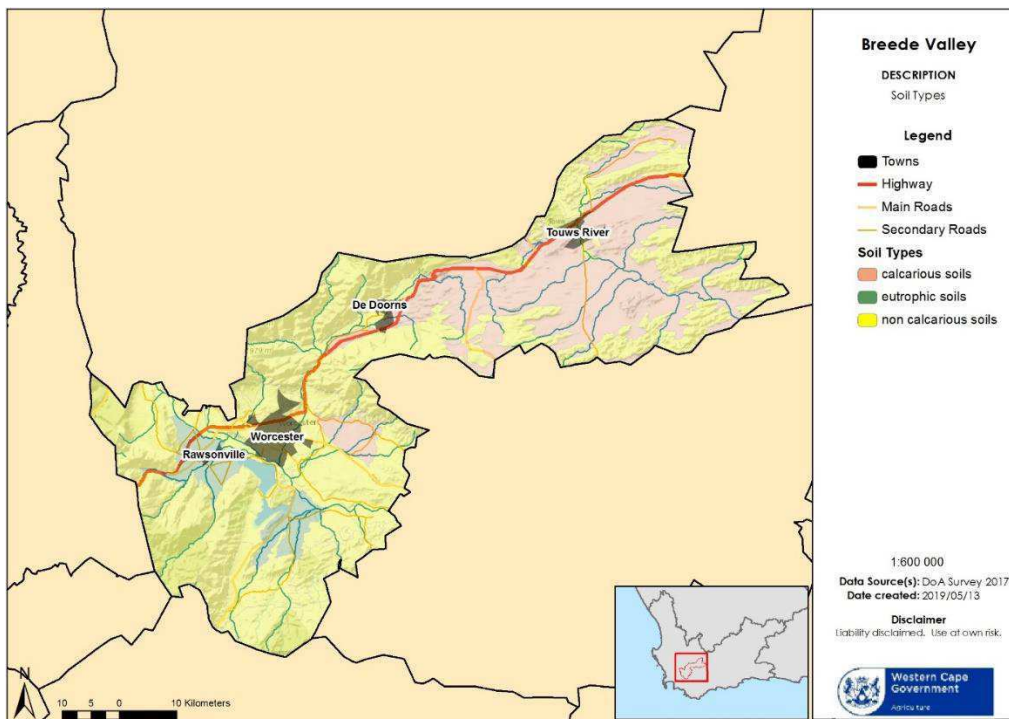 Breede Valley
DESCRIPTION
Soil Types
Legend
Towns
Highway
Main Roads
Secondary Roads
Soil Types
calcarious soils
eutrophic soils
non calcarious soils
1:600 000
Data Source(s): DoA Survey 2017
Date created: 2019/05/13
Disclaimer
Liability disclaimed. Use at own risk.
Western Cape
Government
Agriculture
Touws River
De Doorns
Worcester
Rawsonville
N
10 5 0 10 Kilometers